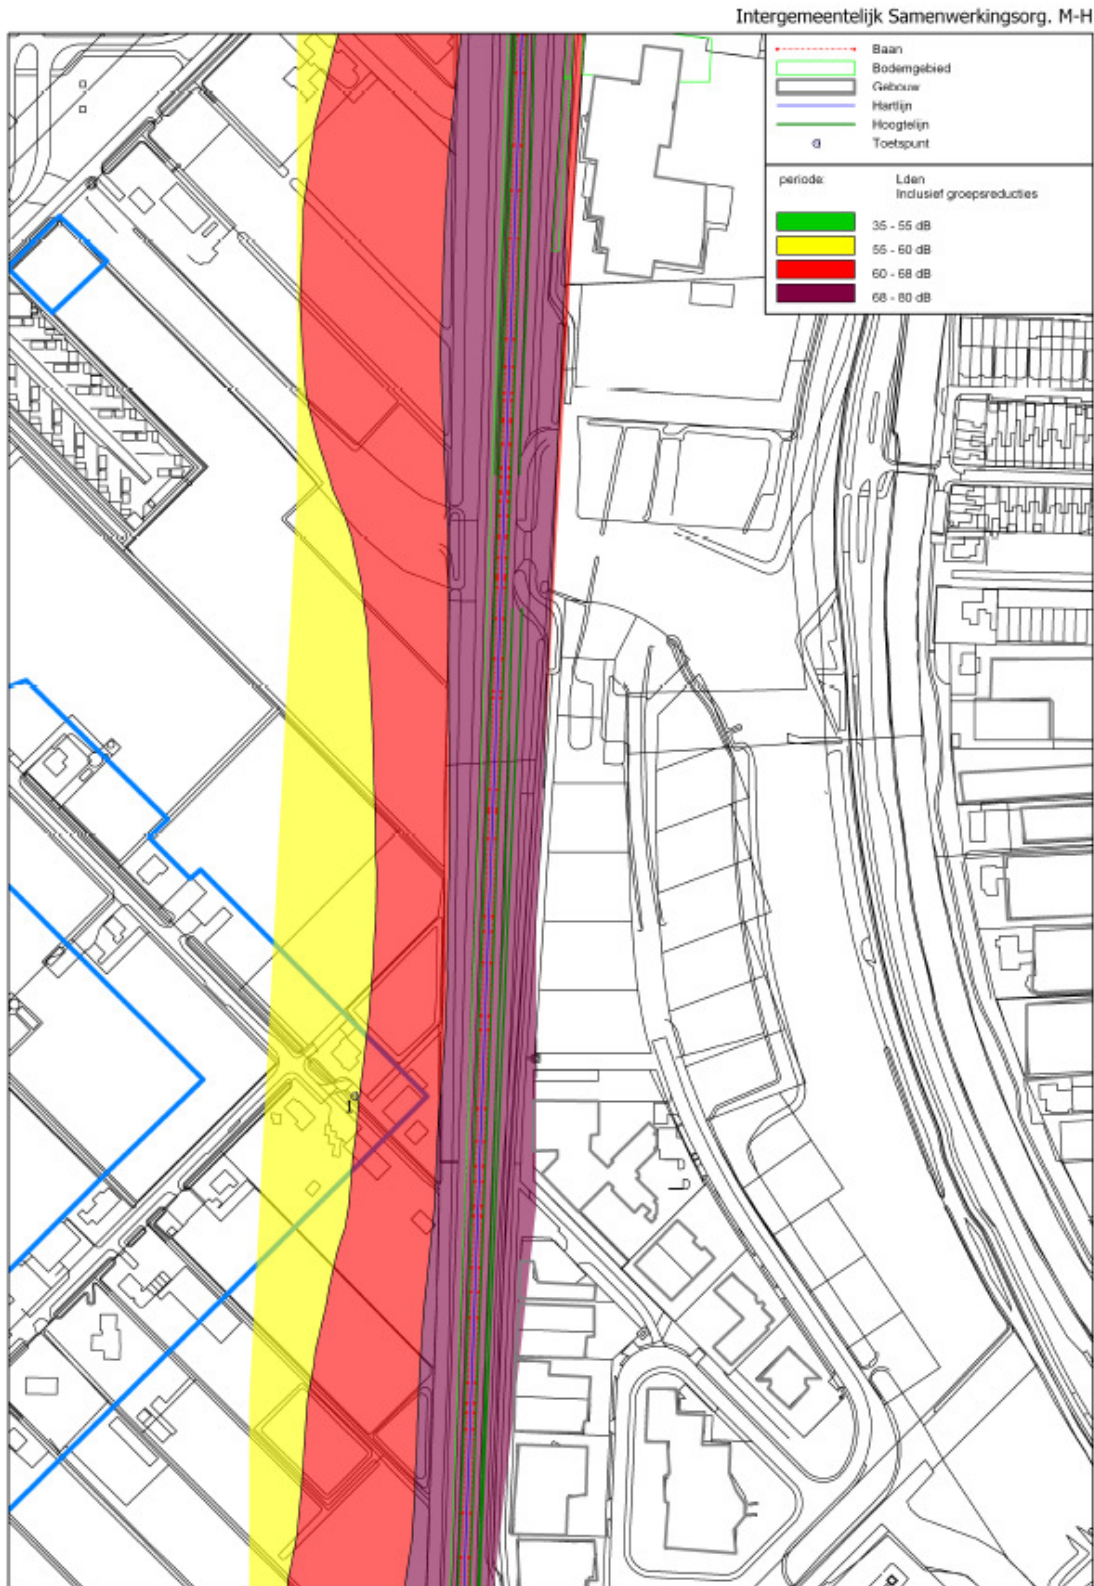 Intergemeentelijk Samenwerkingsorg. M-H
Baan
Bodemgebied
Gebouw
Hartlijn
Hoogtelijn
Toetspunt
periode: Lden
Inclusief groepsreducties
35 - 55 dB
55 - 60 dB
60 - 68 dB
68 - 80 dB
1